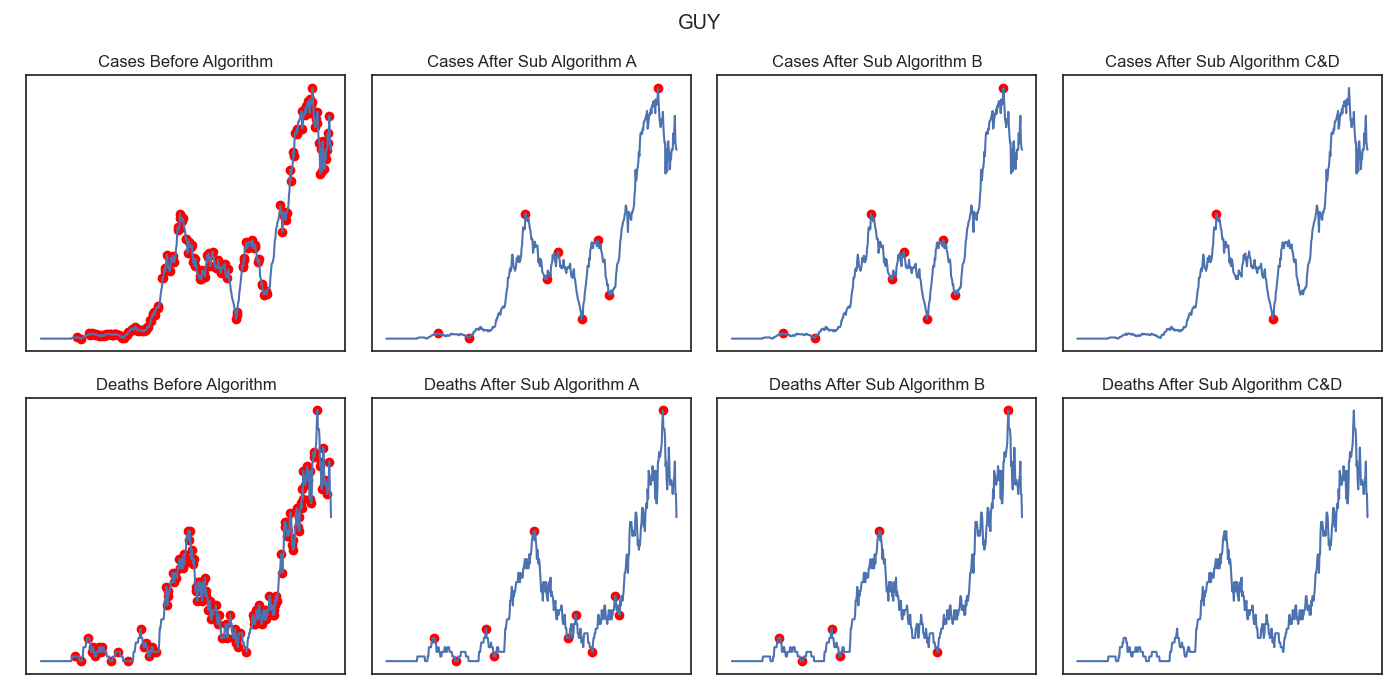 GUY
Cases Before Algorithm
Cases After Sub Algorithm A
Cases After Sub Algorithm B
Cases After Sub Algorithm C&D
Deaths Before Algorithm
Deaths After Sub Algorithm A
Deaths After Sub Algorithm B
Deaths After Sub Algorithm C&D